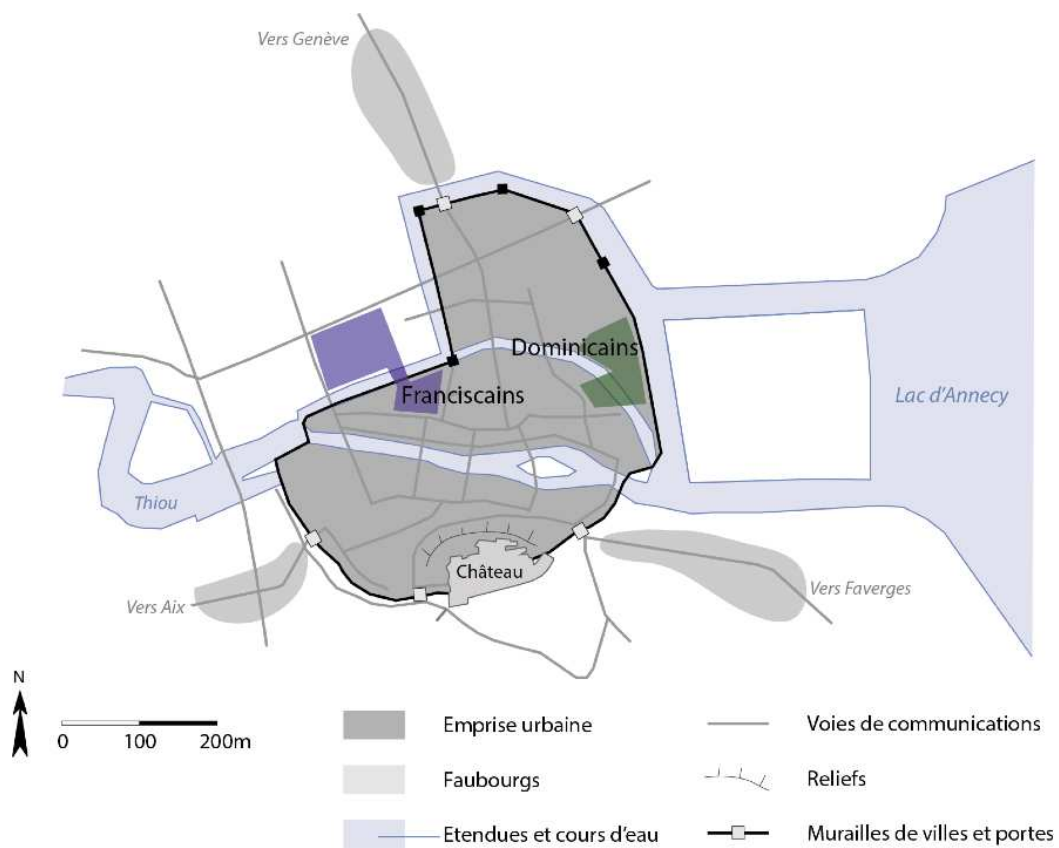 Vers Genève
Dominicains
Franciscains
Lac d'Annecy
Thiou
Château
Vers Aix
Vers Faverges
N
0 100 200m
Emprise urbaine
Voies de communications
Faubourgs
Reliefs
Etendues et cours d'eau
Murailles de villes et portes